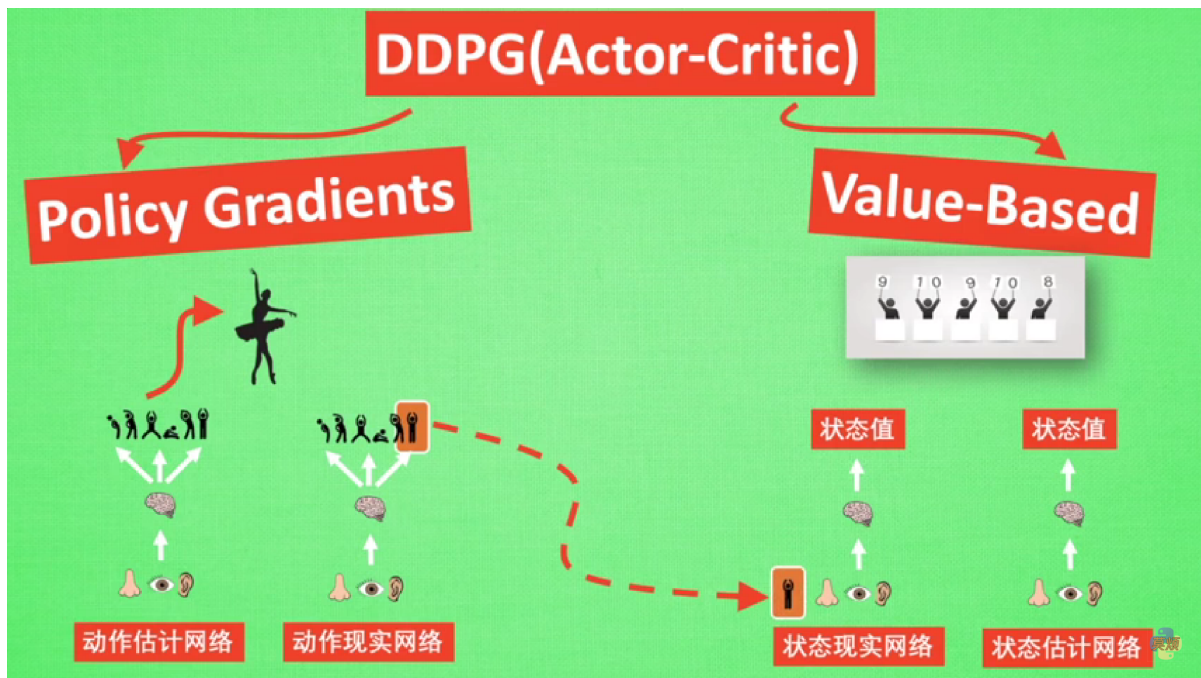 DDPG(Actor-Critic)
Policy Gradients
Value-Based
9 10 9 10 8
状态值
状态值
动作估计网络
动作现实网络
状态现实网络
状态估计网络
莫烦